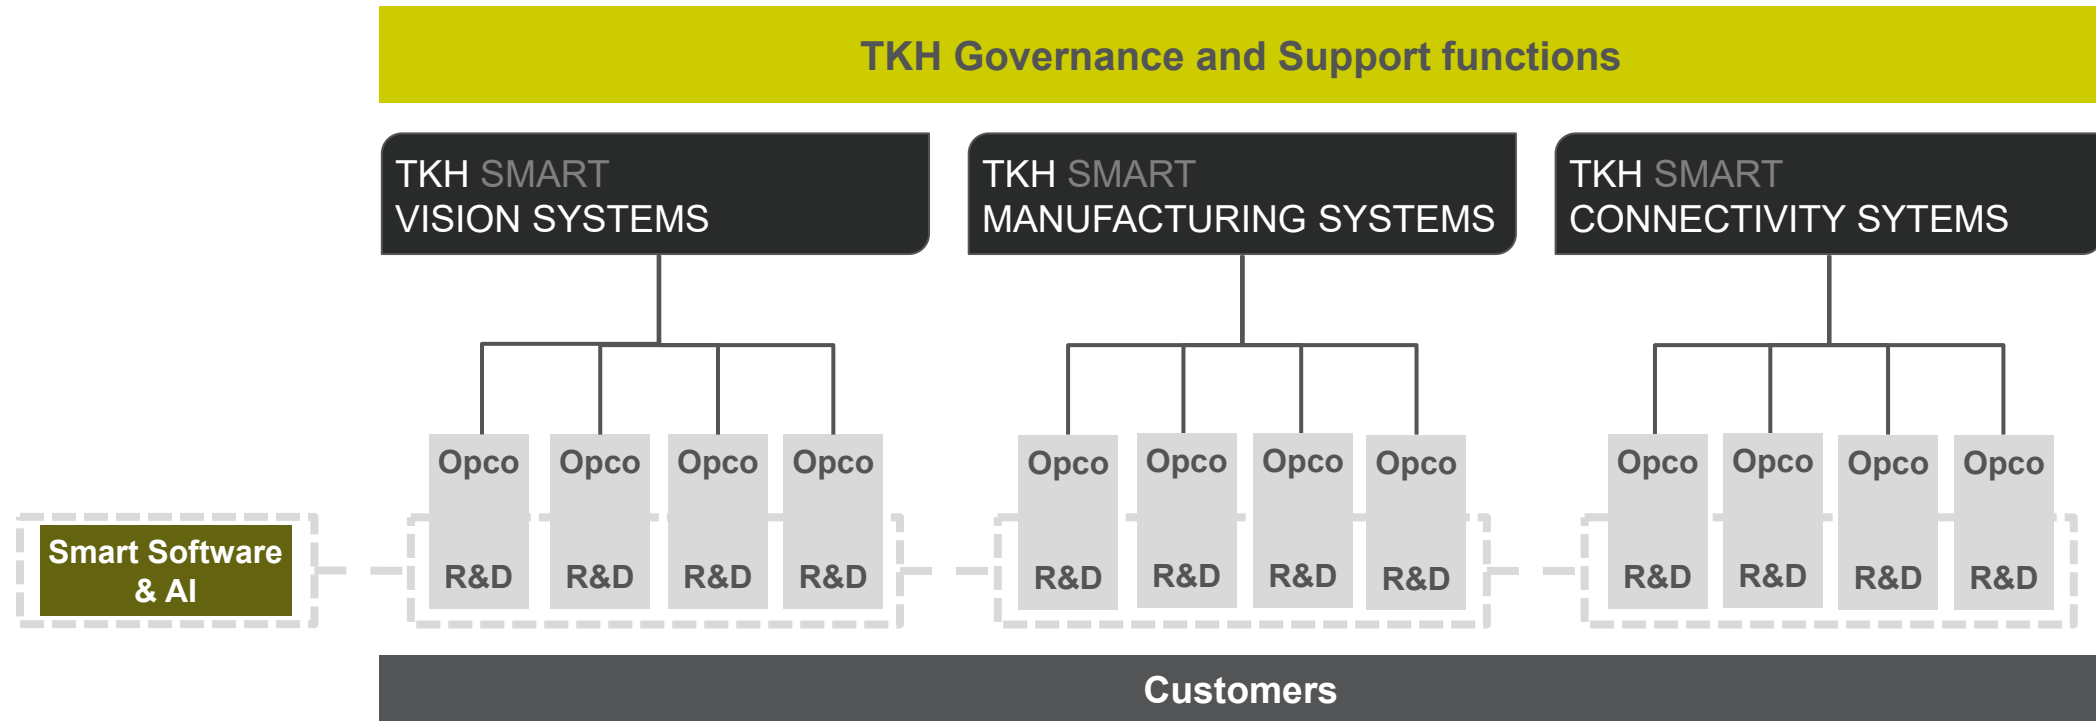 TKH Governance and Support functions
TKH SMART
VISION SYSTEMS
TKH SMART
MANUFACTURING SYSTEMS
TKH SMART
CONNECTIVITY SYTEMS
Opco
Opco
Opco
Opco
Opco
Opco
Opco
Opco
Opco
Opco
Opco
Opco
Smart Software
& AI
R&D
R&D
R&D
R&D
R&D
R&D
R&D
R&D
R&D
R&D
R&D
R&D
Customers